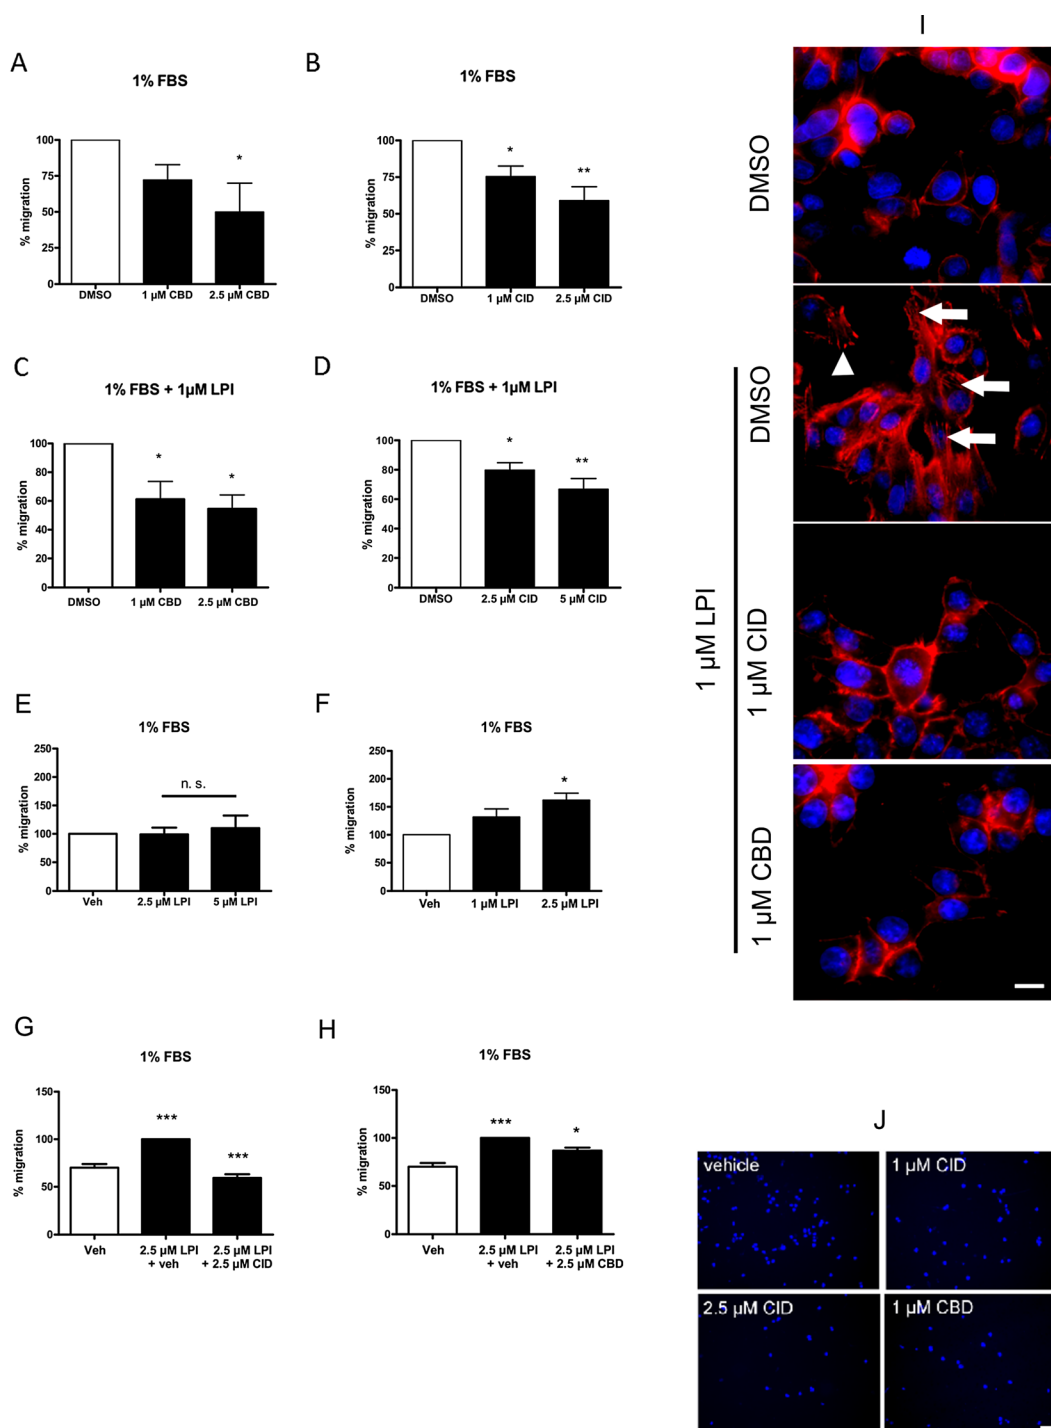 A
1% FBS
% migration
100
75
50
25
0
*
DMSO
1 µM CBD
2.5 µM CBD
B
1% FBS
% migration
100
75
50
25
0
*
**
DMSO
1 µM CID
2.5 µM CID
C
1% FBS + 1µM LPI
% migration
100
80
60
40
20
0
*
*
DMSO
1 µM CBD
2.5 µM CBD
D
1% FBS + 1µM LPI
% migration
100
80
60
40
20
0
*
**
DMSO
2.5 µM CID
5 µM CID
E
1% FBS
% migration
250
200
150
100
50
0
n. s.
Veh
2.5 µM LPI
5 µM LPI
F
1% FBS
% migration
250
200
150
100
50
0
*
Veh
1 µM LPI
2.5 µM LPI
G
1% FBS
% migration
150
100
50
0
***
***
Veh
2.5 µM LPI
+ veh
2.5 µM LPI
+ 2.5 µM CID
H
1% FBS
% migration
150
100
50
0
***
*
Veh
2.5 µM LPI
+ veh
2.5 µM LPI
+ 2.5 µM CBD
I
DMSO
DMSO
1 µM CID
1 µM CBD
1 µM LPI
J
vehicle
1 µM CID
2.5 µM CID
1 µM CBD